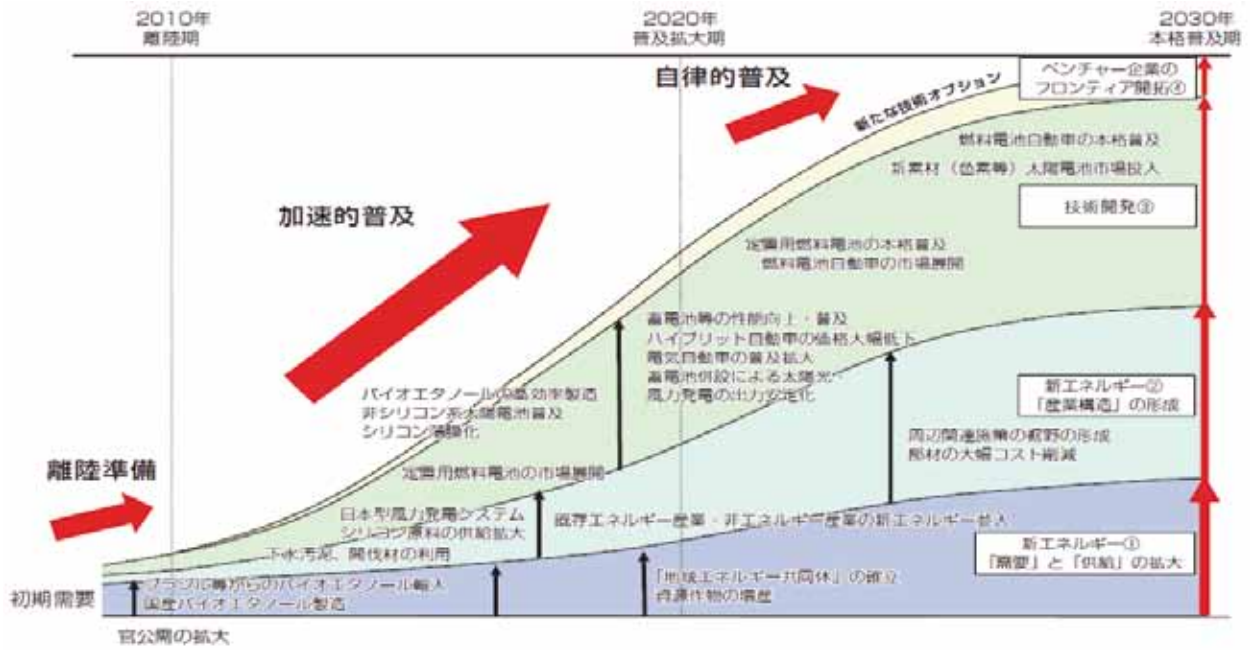 2010年
離陸期
2020年
普及拡大期
2030年
本格普及期
自律的普及
新たな技術オプション
ベンチャー企業の
フロンティア開拓④
燃料電池自動車の本格普及
新素材（色素等）太陽電池市場投入
技術開発③
加速的普及
定置用燃料電池の本格普及
燃料電池自動車の市場展開
蓄電池等の性能向上・普及
ハイブリット自動車の価格大幅低下
電気自動車の普及拡大
蓄電池併設による太陽光・
風力発電の出力安定化
バイオエタノールの高効率製造
非シリコン系太陽電池普及
シリコン薄膜化
新エネルギー②
「産業構造」の形成
周辺関連産業の裾野の形成
部材の大幅コスト削減
離陸準備
定置用燃料電池の市場展開
日本型風力発電システム
シリコン原料の供給拡大
下水汚泥、間伐材の利用
既存エネルギー産業・非エネルギー産業の新エネルギー参入
新エネルギー①
「需要」と「供給」の拡大
初期需要
ブラジル等からのバイオエタノール輸入
国産バイオエタノール製造
「地域エネルギー共同体」の確立
資源作物の増産
官公需の拡大